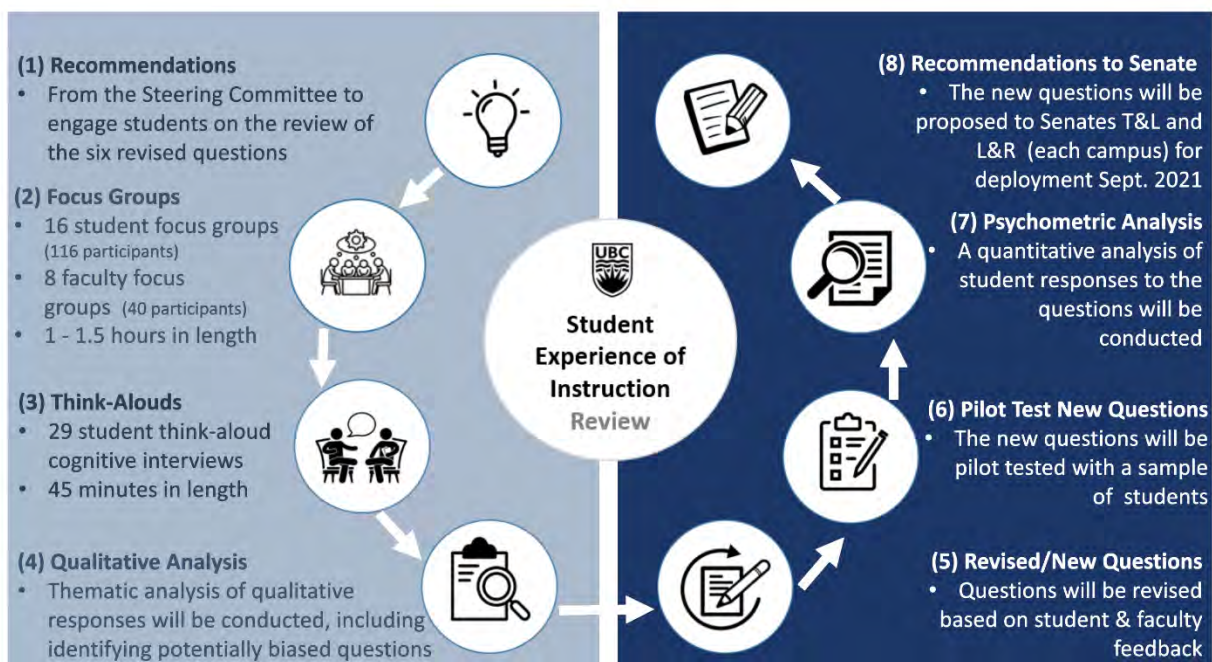 (1) Recommendations
• From the Steering Committee to
engage students on the review of
the six revised questions
(2) Focus Groups
• 16 student focus groups
(116 participants)
• 8 faculty focus
groups (40 participants)
• 1 - 1.5 hours in length
(3) Think-Alouds
• 29 student think-aloud
cognitive interviews
• 45 minutes in length
(4) Qualitative Analysis
• Thematic analysis of qualitative
responses will be conducted, including
identifying potentially biased questions
UBC
Student
Experience of
Instruction
Review
(8) Recommendations to Senate
• The new questions will be
proposed to Senates T&L and
L&R (each campus) for
deployment Sept. 2021
(7) Psychometric Analysis
• A quantitative analysis of
student responses to the
questions will be
conducted
(6) Pilot Test New Questions
• The new questions will be
pilot tested with a sample
of students
(5) Revised/New Questions
• Questions will be revised
based on student & faculty
feedback